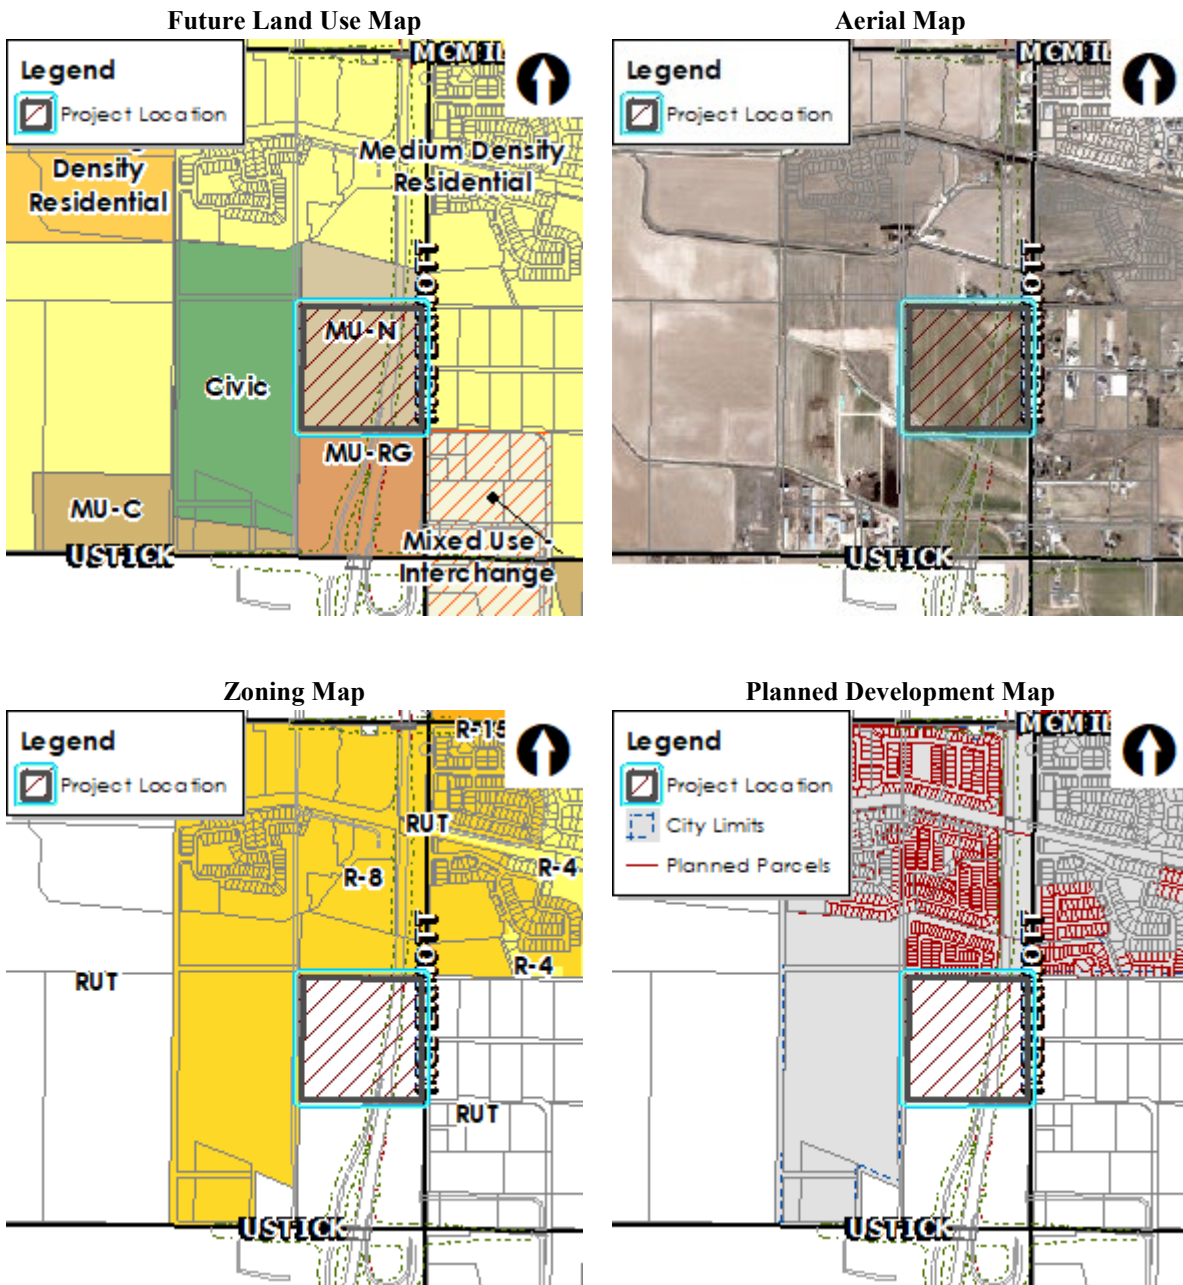 Future Land Use Map
Legend
Project Location
MCMIL
Density
Residential
Medium Density
Residential
MU-N
Civic
MU-RG
MU-C
Mixed Use -
Interchange
USTICK
Aerial Map
Legend
Project Location
MCMIL
USTICK
Zoning Map
Legend
Project Location
R-15
RUT
R-4
R-8
R-4
RUT
RUT
USTICK
Planned Development Map
Legend
Project Location
City Limits
Planned Parcels
MCMIL
USTICK